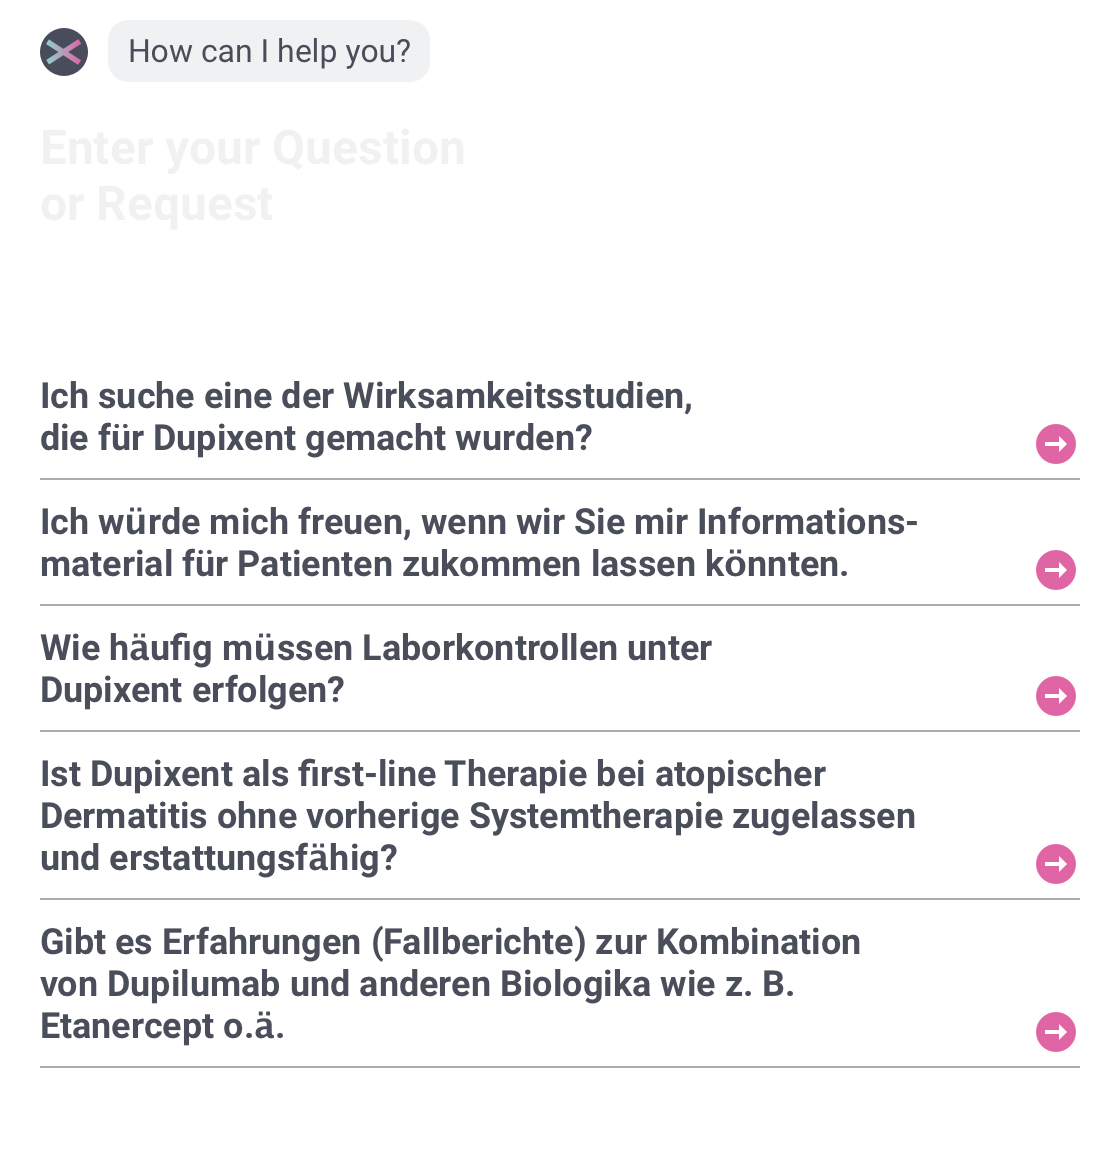 How can I help you?
Enter your Question
or Request
Ich suche eine der Wirksamkeitsstudien,
die für Dupixent gemacht wurden?
Ich würde mich freuen, wenn wir Sie mir Informations-
material für Patienten zukommen lassen könnten.
Wie häufig müssen Laborkontrollen unter
Dupixent erfolgen?
Ist Dupixent als first-line Therapie bei atopischer
Dermatitis ohne vorherige Systemtherapie zugelassen
und erstattungsfähig?
Gibt es Erfahrungen (Fallberichte) zur Kombination
von Dupilumab und anderen Biologika wie z. B.
Etanercept o.ä.